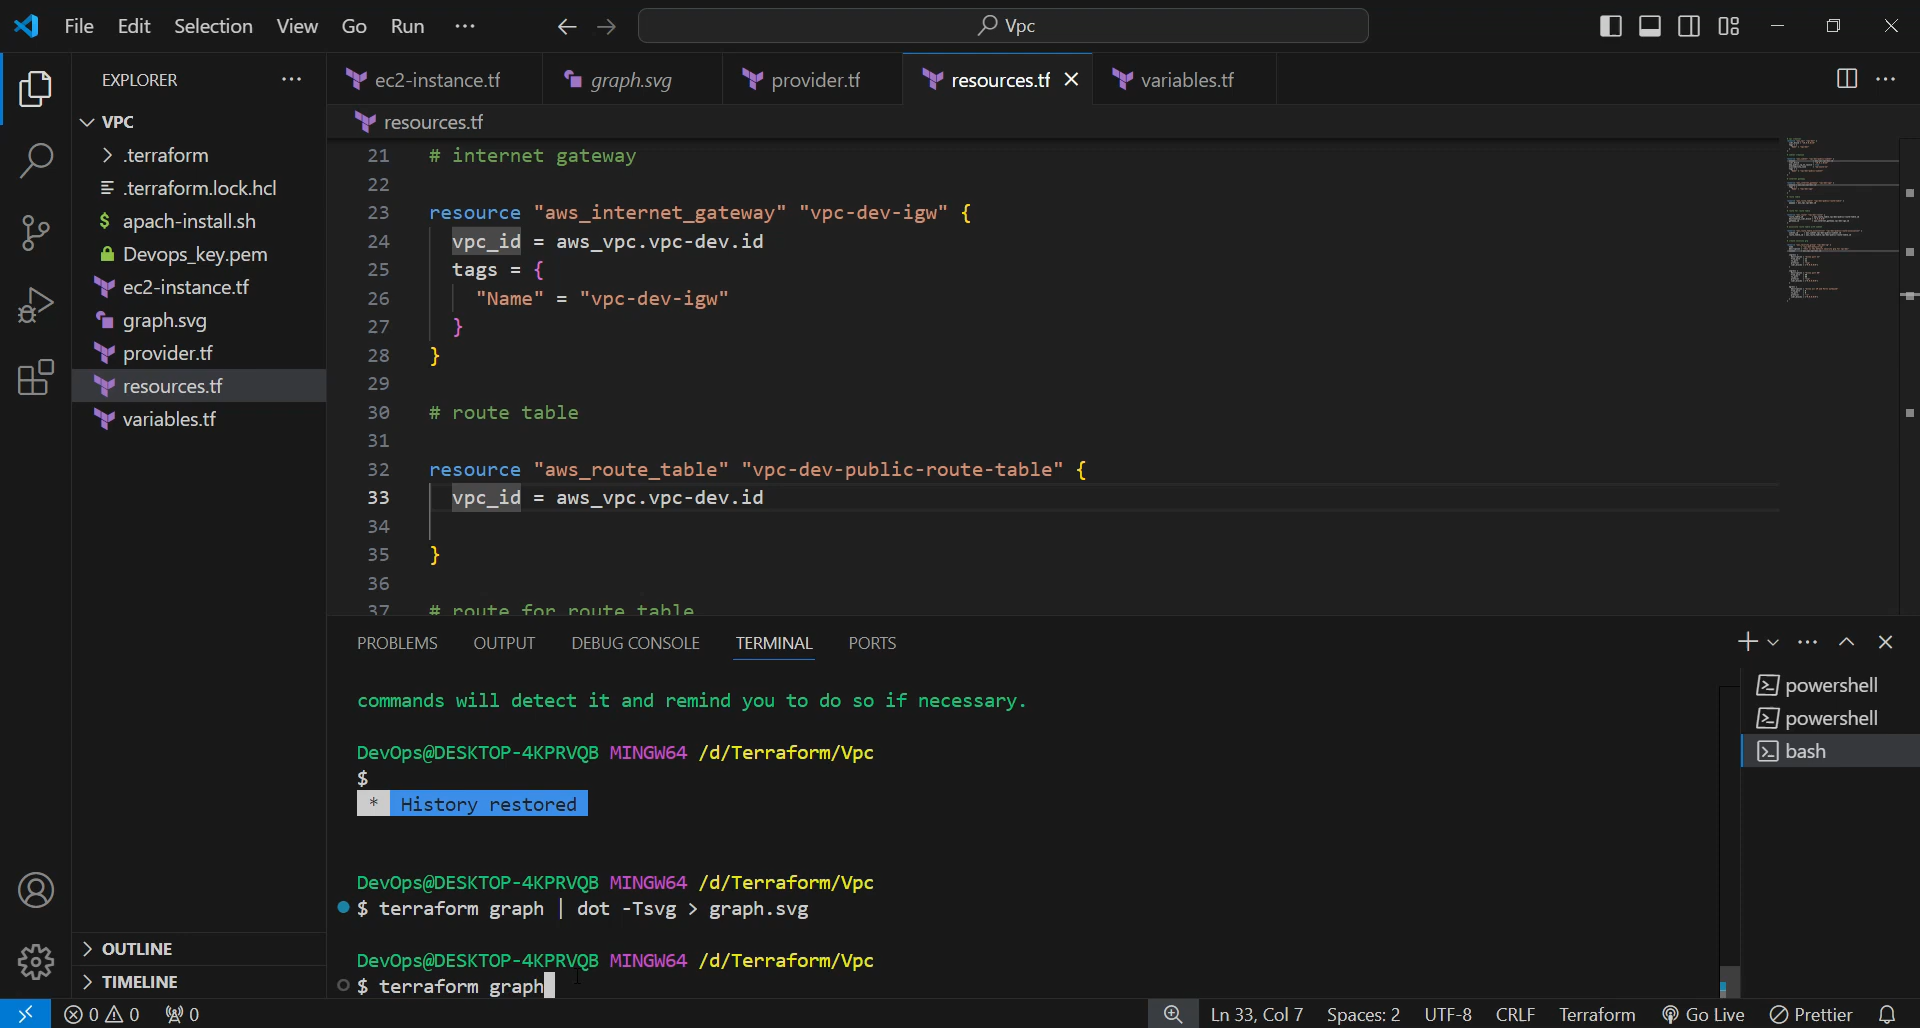 File Edit Selection View Go Run ···
Vpc
EXPLORER ···
VPC
.terraform
.terraform.lock.hcl
$ apach-install.sh
Devops_key.pem
ec2-instance.tf
graph.svg
provider.tf
resources.tf
variables.tf
OUTLINE
TIMELINE
ec2-instance.tf graph.svg provider.tf resources.tf variables.tf
resources.tf
21 # internet gateway
22
23 resource "aws_internet_gateway" "vpc-dev-igw" {
24 vpc_id = aws_vpc.vpc-dev.id
25 tags = {
26 "Name" = "vpc-dev-igw"
27 }
28 }
29
30 # route table
31
32 resource "aws_route_table" "vpc-dev-public-route-table" {
33 vpc_id = aws_vpc.vpc-dev.id
34
35 }
36
37 # route for route table
PROBLEMS OUTPUT DEBUG CONSOLE TERMINAL PORTS
commands will detect it and remind you to do so if necessary.
DevOps@DESKTOP-4KPRVQB MINGW64 /d/Terraform/Vpc
$
* History restored
DevOps@DESKTOP-4KPRVQB MINGW64 /d/Terraform/Vpc
$ terraform graph | dot -Tsvg > graph.svg
DevOps@DESKTOP-4KPRVQB MINGW64 /d/Terraform/Vpc
$ terraform graph
powershell
powershell
bash
0 0 0 Ln 33, Col 7 Spaces: 2 UTF-8 CRLF Terraform Go Live Prettier